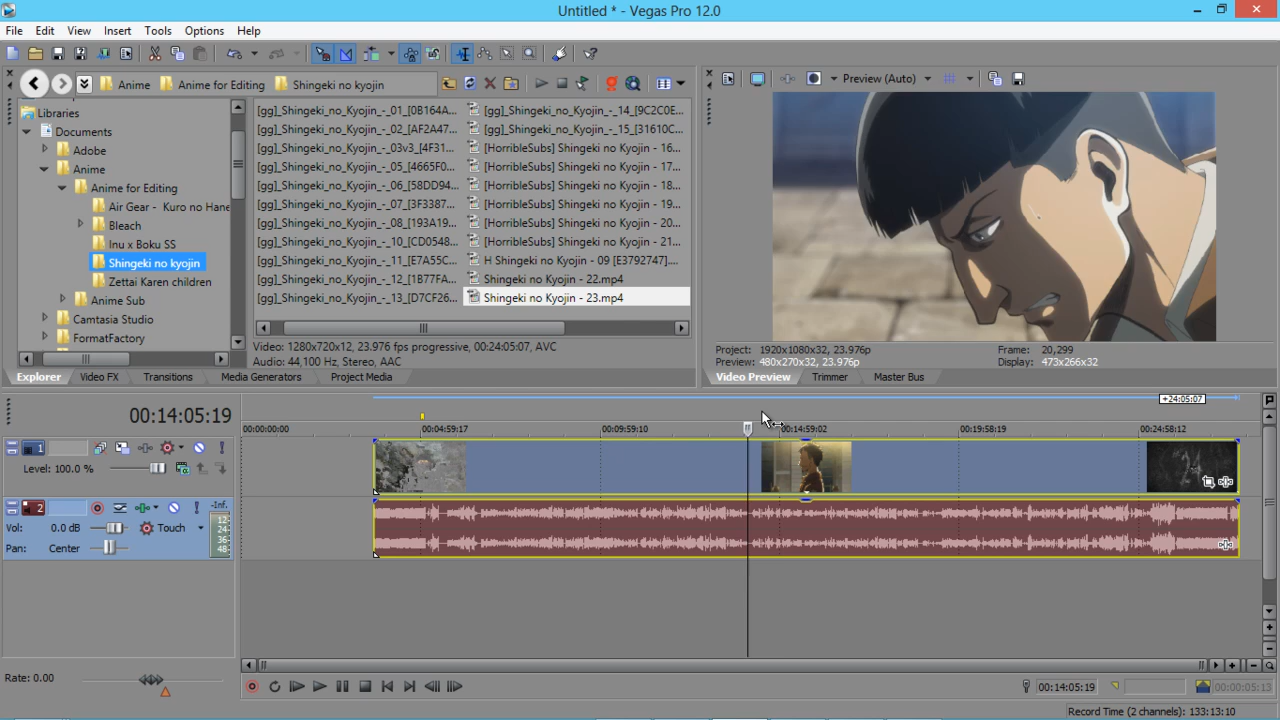 Untitled * - Vegas Pro 12.0
File Edit View Insert Tools Options Help
Anime Anime for Editing Shingeki no kyojin
Preview (Auto)
Libraries
Documents
Adobe
Anime
Anime for Editing
Air Gear - Kuro no Hane
Bleach
Inu x Boku SS
Shingeki no kyojin
Zettai Karen children
Anime Sub
Camtasia Studio
FormatFactory
[gg]_Shingeki_no_Kyojin_-_01_[0B164A...
[gg]_Shingeki_no_Kyojin_-_02_[AF2A47...
[gg]_Shingeki_no_Kyojin_-_03v3_[4F31...
[gg]_Shingeki_no_Kyojin_-_05_[4665F0...
[gg]_Shingeki_no_Kyojin_-_06_[58DD94...
[gg]_Shingeki_no_Kyojin_-_07_[3F3387...
[gg]_Shingeki_no_Kyojin_-_08_[193A19...
[gg]_Shingeki_no_Kyojin_-_10_[CD0548...
[gg]_Shingeki_no_Kyojin_-_11_[E7A55C...
[gg]_Shingeki_no_Kyojin_-_12_[1B77FA...
[gg]_Shingeki_no_Kyojin_-_13_[D7CF26...
[gg]_Shingeki_no_Kyojin_-_14_[9C2C0E...
[gg]_Shingeki_no_Kyojin_-_15_[31610C...
[HorribleSubs] Shingeki no Kyojin - 16...
[HorribleSubs] Shingeki no Kyojin - 17...
[HorribleSubs] Shingeki no Kyojin - 18...
[HorribleSubs] Shingeki no Kyojin - 19...
[HorribleSubs] Shingeki no Kyojin - 20...
[HorribleSubs] Shingeki no Kyojin - 21...
H Shingeki no Kyojin - 09 [E3792747]....
Shingeki no Kyojin - 22.mp4
Shingeki no Kyojin - 23.mp4
Video: 1280x720x12, 23.976 fps progressive, 00:24:05:07, AVC
Audio: 44,100 Hz, Stereo, AAC
Explorer Video FX Transitions Media Generators Project Media
Project: 1920x1080x32, 23.976p Frame: 20,299
Preview: 480x270x32, 23.976p Display: 473x266x32
Video Preview Trimmer Master Bus
+24:05:07
00:14:05:19
00:00:00:00 00:04:59:17 00:09:59:10 00:14:59:02 00:19:58:19 00:24:58:12
1
Level: 100.0 %
2 -Inf.
Vol: 0.0 dB Touch
Pan: Center
12
24
36
48
Rate: 0.00
00:14:05:19 00:00:05:13
Record Time (2 channels): 133:13:10